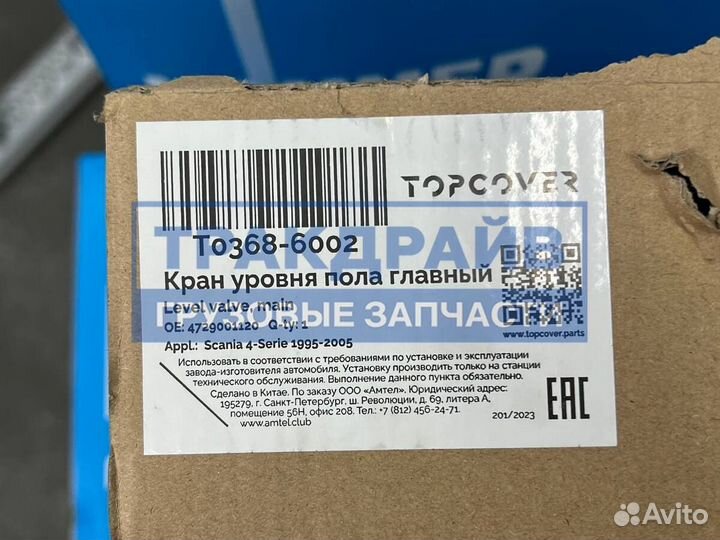 TOPCOVER
T0368-6002
ТРАКДРАЙВ
Кран уровня пола главный
Level valve, main
ГРУЗОВЫЕ ЗАПЧАСТИ
OE: 4729001120 Q-ty: 1
www.topcover.parts
Appl.: Scania 4-Serie 1995-2005
Использовать в соответствии с требованиями по установке и эксплуатации
завода-изготовителя автомобиля. Установку производить только на станции
технического обслуживания. Выполнение данного пункта обязательно.
Сделано в Китае. По заказу ООО «Амтел». Юридический адрес:
195279, г. Санкт-Петербург, ш. Революции, д. 69, литера А,
помещение 56Н, офис 208. Тел.: +7 (812) 456-24-71.
www.amtel.club
201/2023
EAC
Avito